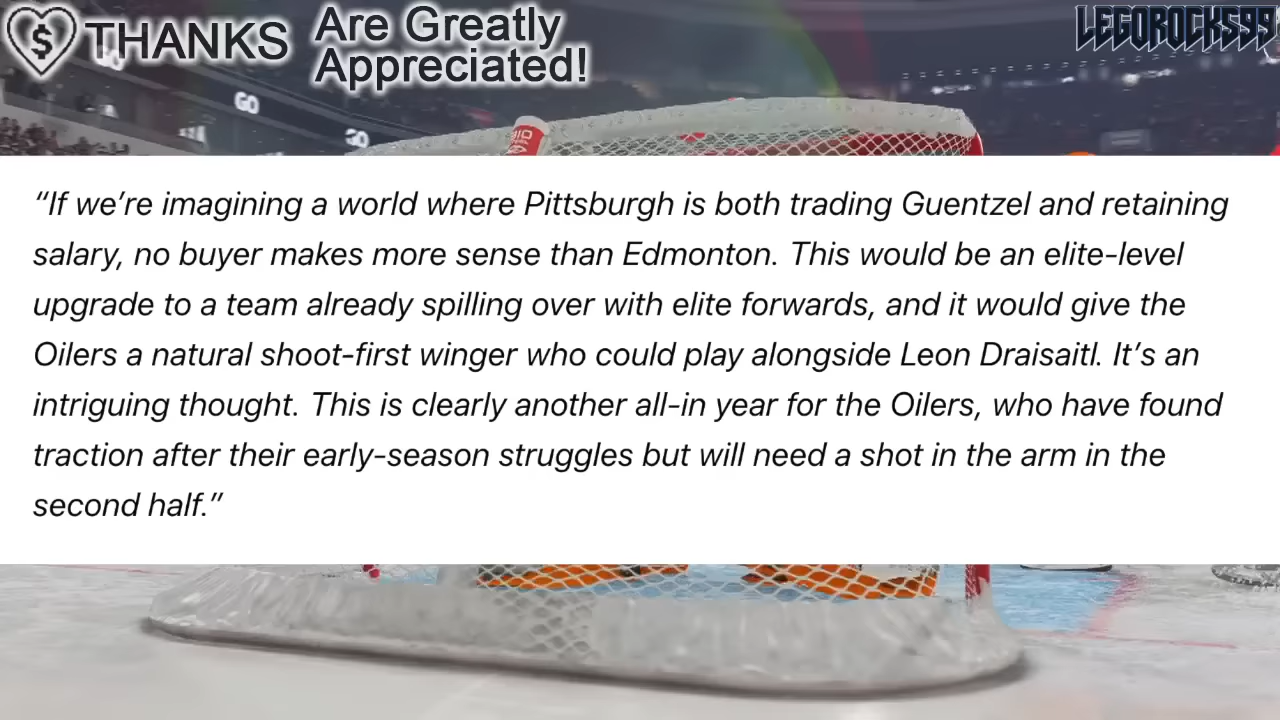 THANKS
Are Greatly
Appreciated!
LEGOROCKS99
GO
“If we’re imagining a world where Pittsburgh is both trading Guentzel and retaining
salary, no buyer makes more sense than Edmonton. This would be an elite-level
upgrade to a team already spilling over with elite forwards, and it would give the
Oilers a natural shoot-first winger who could play alongside Leon Draisaitl. It’s an
intriguing thought. This is clearly another all-in year for the Oilers, who have found
traction after their early-season struggles but will need a shot in the arm in the
second half.”